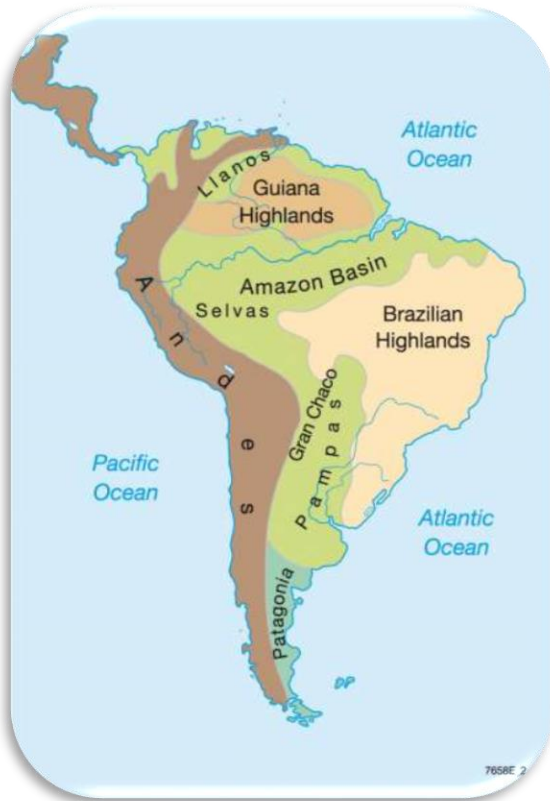 Atlantic
Ocean
Llanos
Guiana
Highlands
Amazon Basin
Selvas
Brazilian
Highlands
Andes
Gran Chaco
Pampas
Pacific
Ocean
Atlantic
Ocean
Patagonia
7658E 2